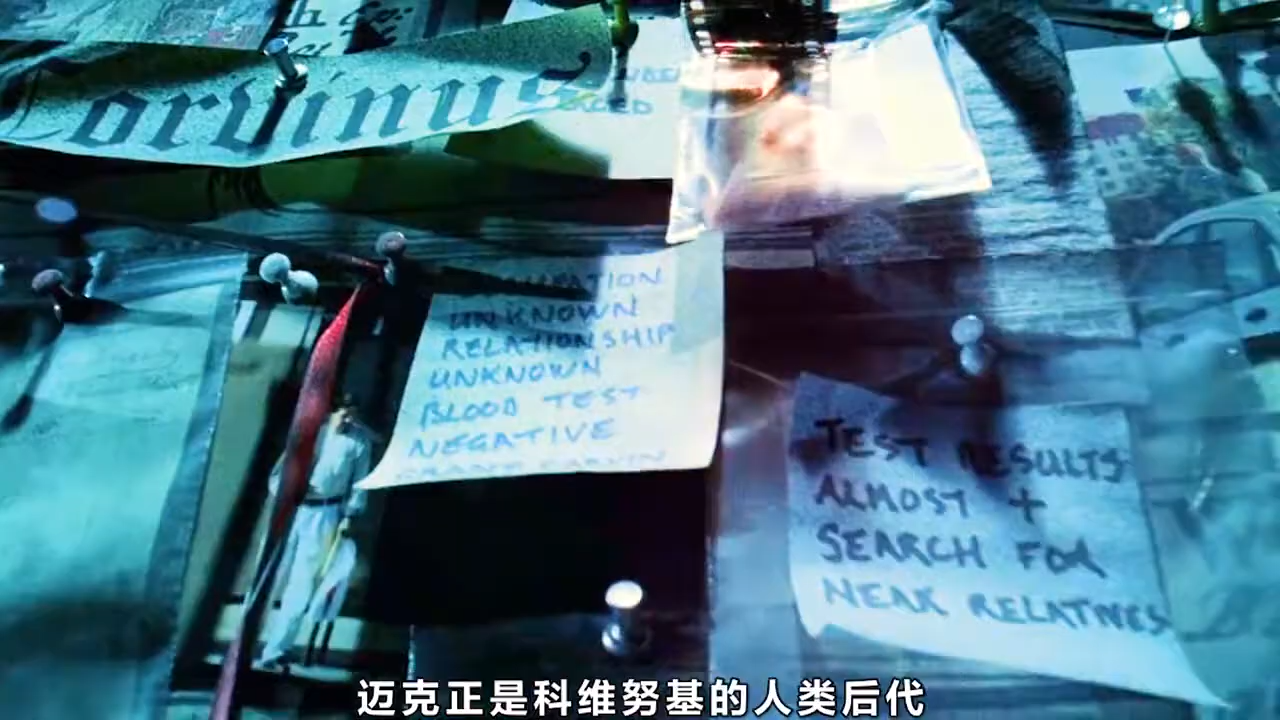 Corvinus
UNKNOWN
RELATIONSHIP
UNKNOWN
BLOOD TEST
NEGATIVE
TEST RESULTS
ALMOST +
SEARCH FOR
NEAR RELATIVES
迈克正是科维努基的人类后代